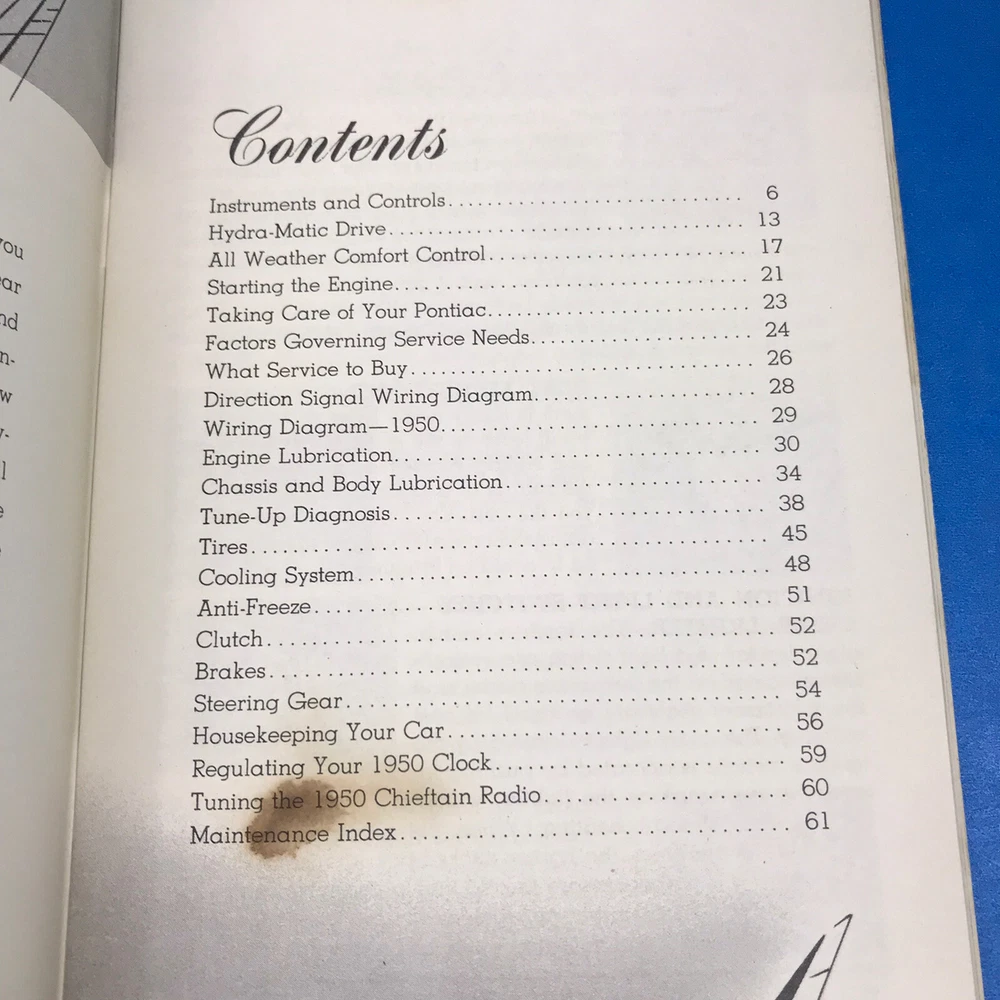 Contents
Instruments and Controls 6
Hydra-Matic Drive 13
All Weather Comfort Control 17
Starting the Engine 21
Taking Care of Your Pontiac 23
Factors Governing Service Needs 24
What Service to Buy 26
Direction Signal Wiring Diagram 28
Wiring Diagram—1950 29
Engine Lubrication 30
Chassis and Body Lubrication 34
Tune-Up Diagnosis 38
Tires 45
Cooling System 48
Anti-Freeze 51
Clutch 52
Brakes 52
Steering Gear 54
Housekeeping Your Car 56
Regulating Your 1950 Clock 59
Tuning the 1950 Chieftain Radio 60
Maintenance Index 61